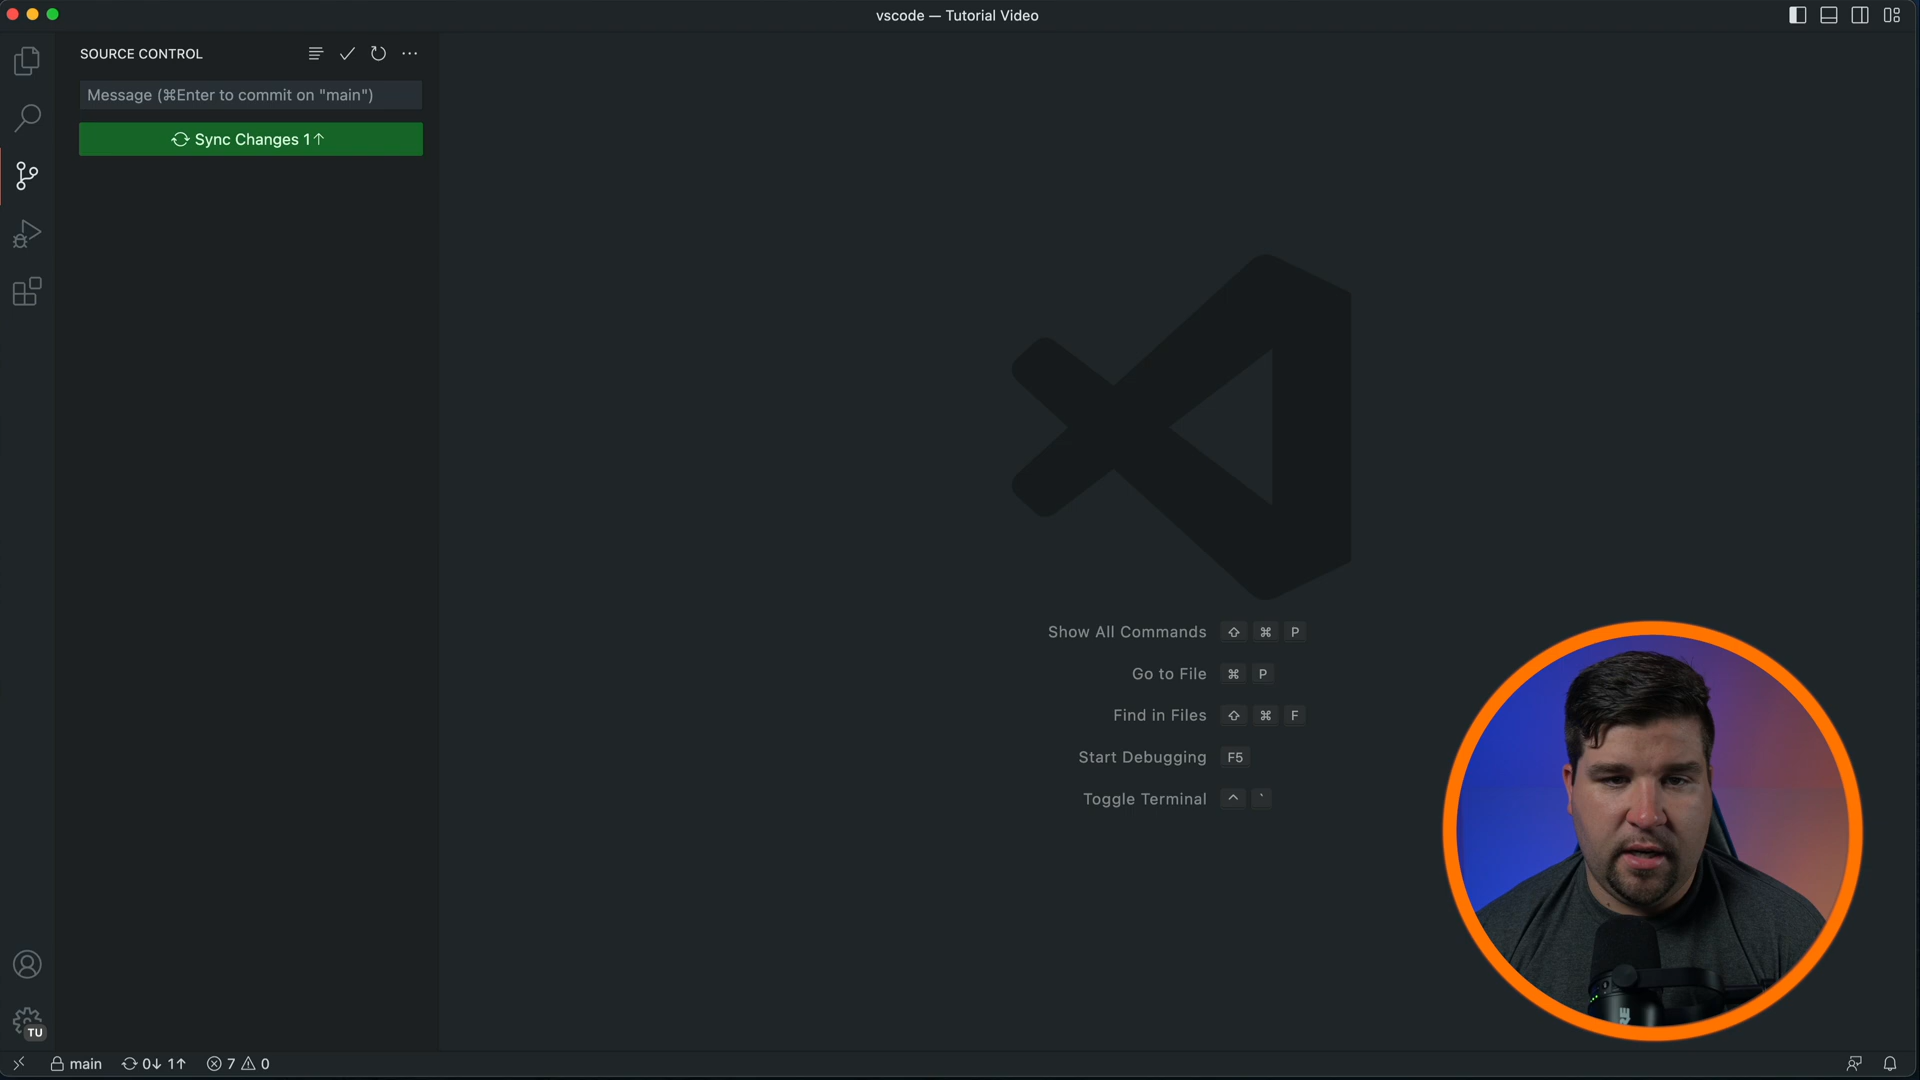 vscode — Tutorial Video
SOURCE CONTROL
Message (⌘Enter to commit on "main")
Sync Changes 1↑
Show All Commands ⇧ ⌘ P
Go to File ⌘ P
Find in Files ⇧ ⌘ F
Start Debugging F5
Toggle Terminal ^ `
TU
main 0↓ 1↑ 7 0